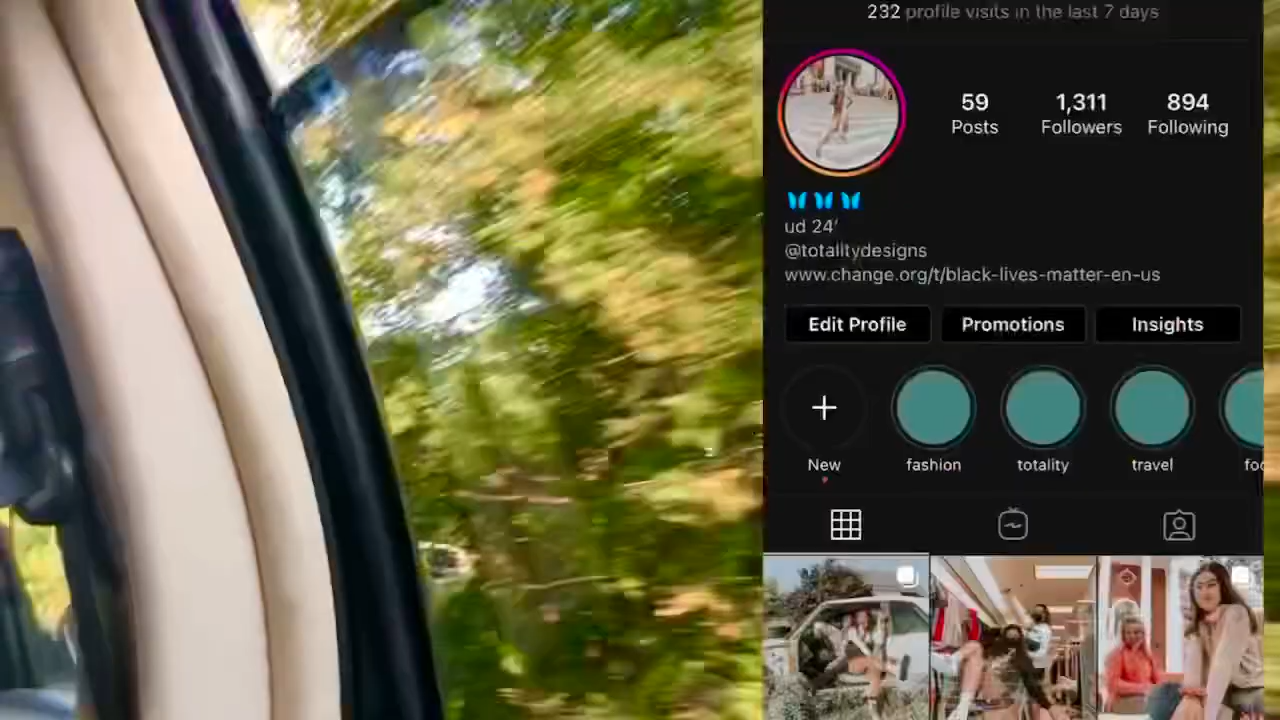 232 profile visits in the last 7 days
59
Posts
1,311
Followers
894
Following
ud 24'
@totalitydesigns
www.change.org/t/black-lives-matter-en-us
Edit Profile
Promotions
Insights
New
fashion
totality
travel
foo